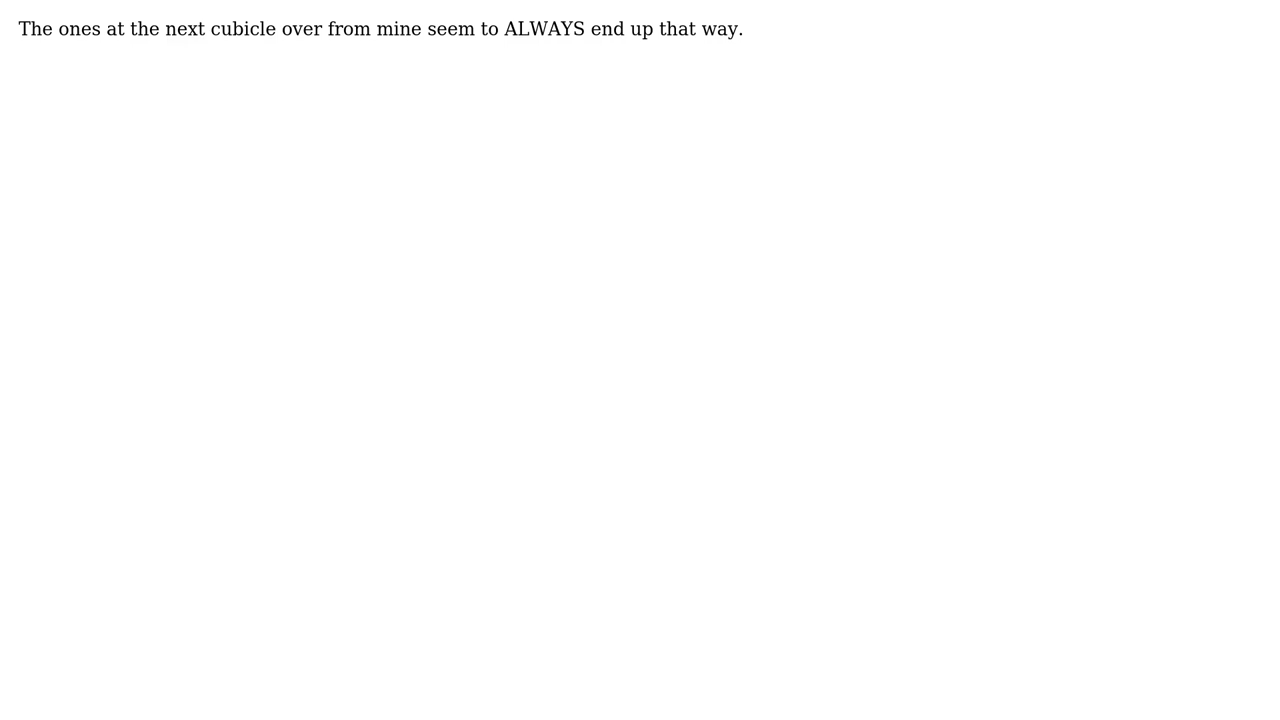 The ones at the next cubicle over from mine seem to ALWAYS end up that way.